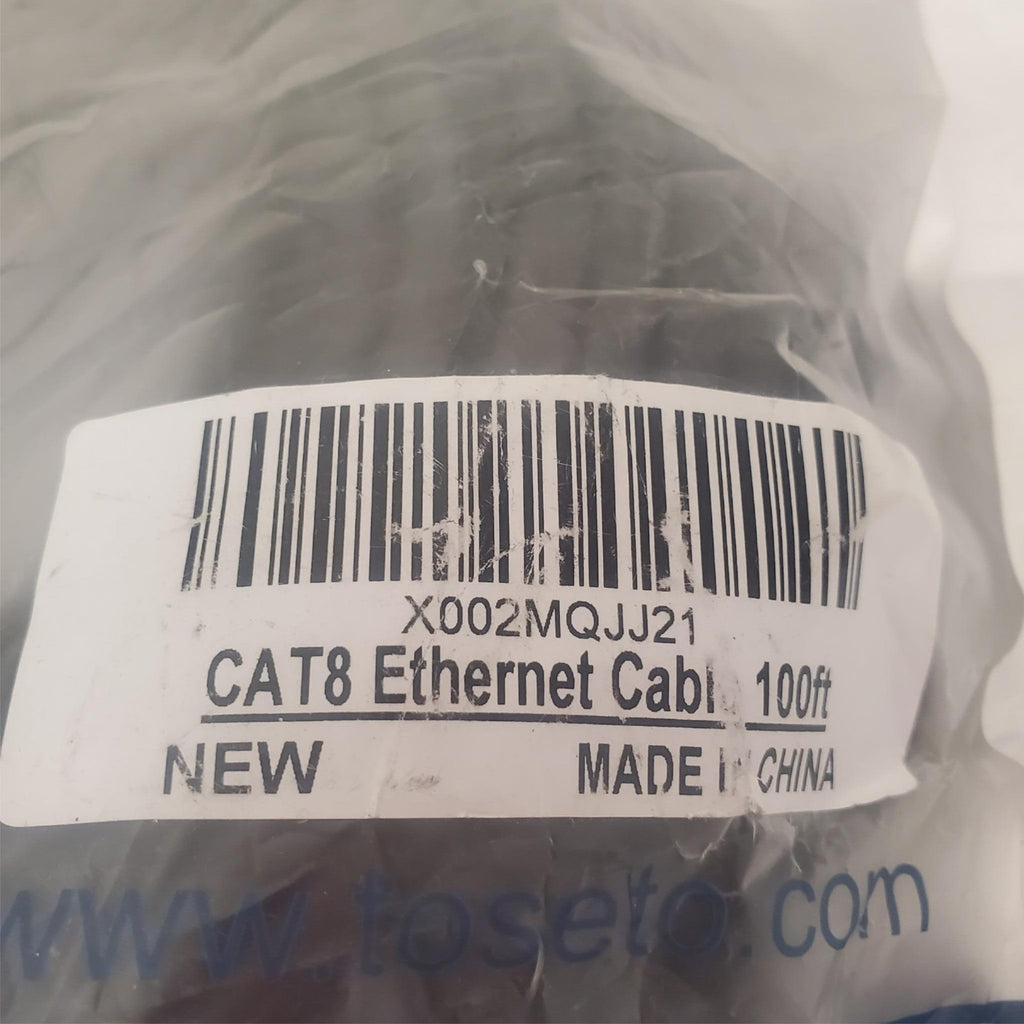 X002MQJJ21
CAT8 Ethernet Cabl 100ft
NEW MADE I CHINA
www.toseto.com